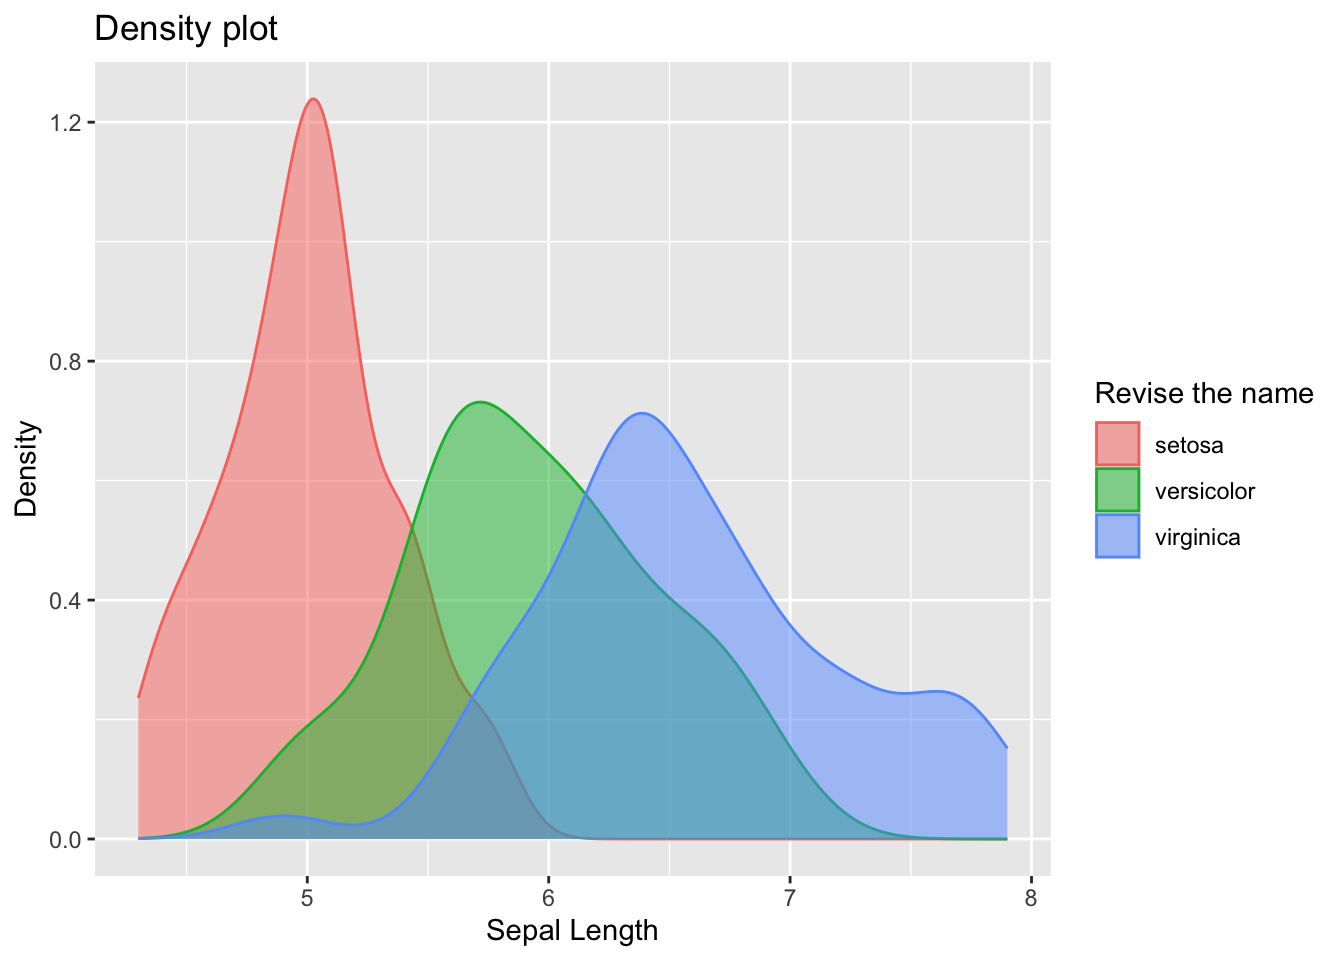 Density plot
1.2
0.8
0.4
0.0
Density
5
6
7
8
Sepal Length
Revise the name
setosa
versicolor
virginica